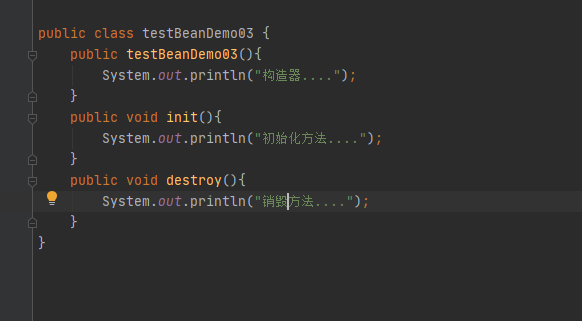 public class testBeanDemo03 {
public testBeanDemo03(){
System.out.println("构造器....");
}
public void init(){
System.out.println("初始化方法....");
}
public void destroy(){
System.out.println("销毁方法....");
}
}